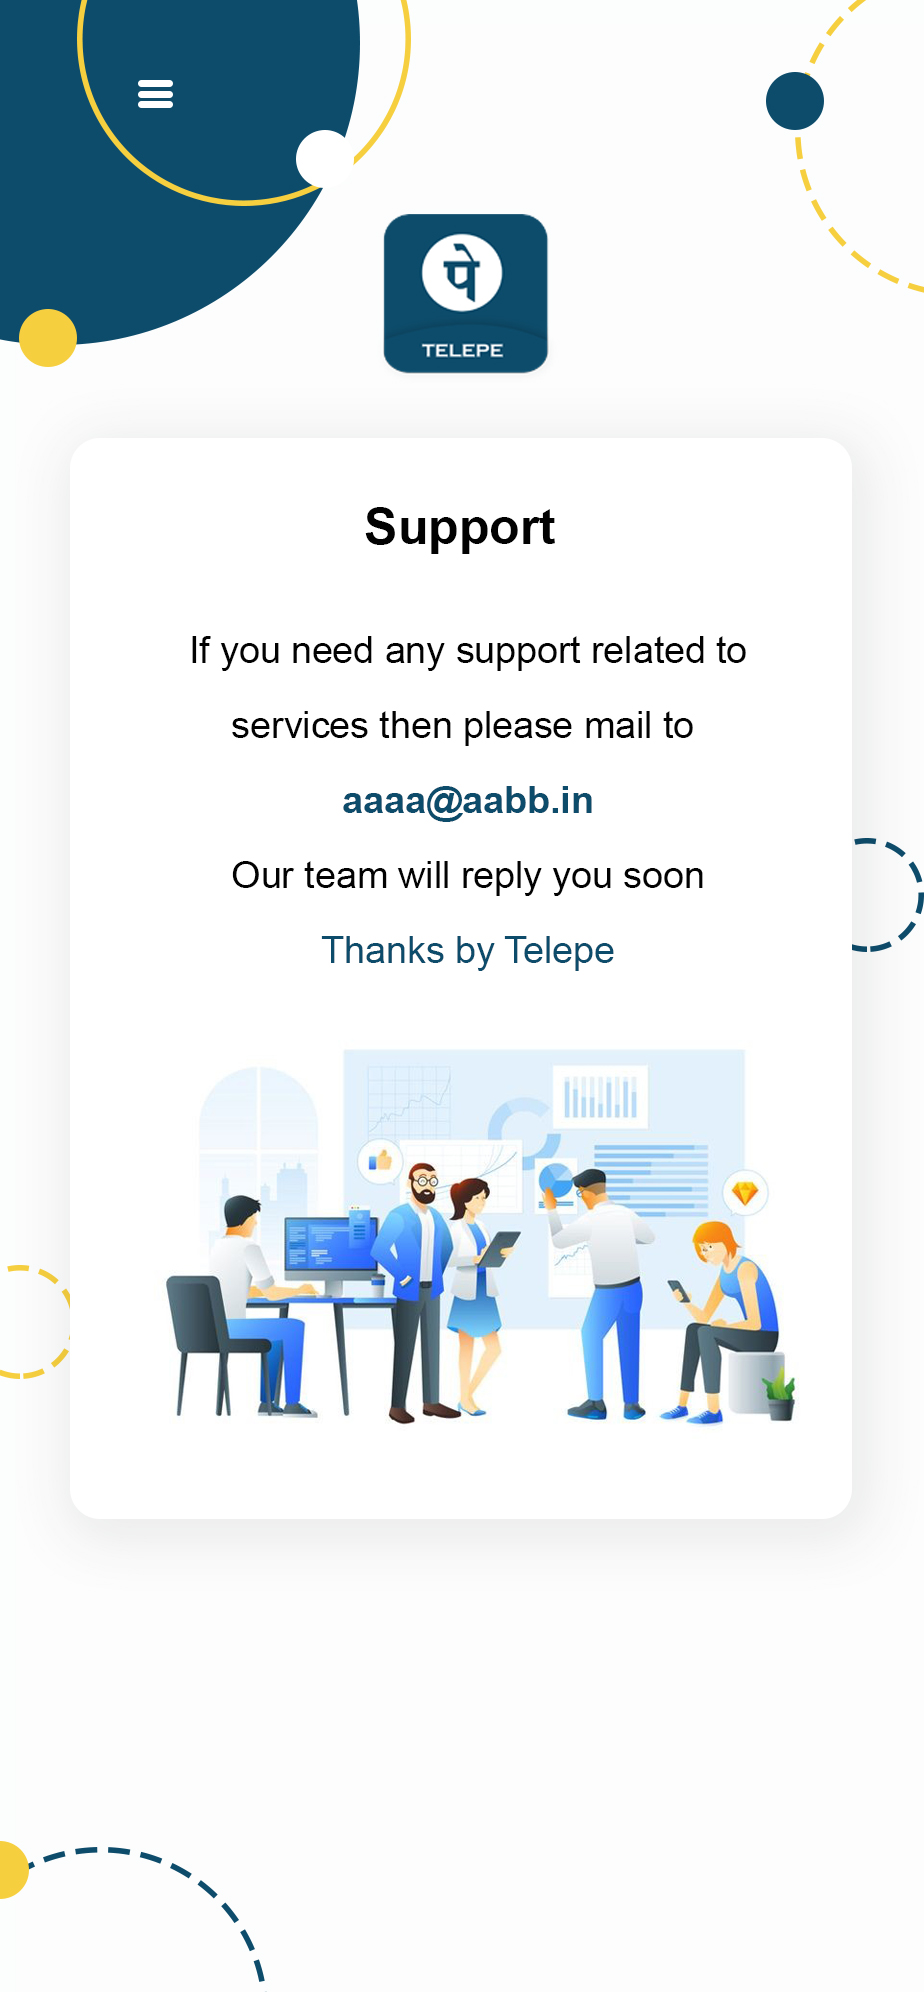 पे
TELEPE
Support
If you need any support related to
services then please mail to
aaaa@aabb.in
Our team will reply you soon
Thanks by Telepe